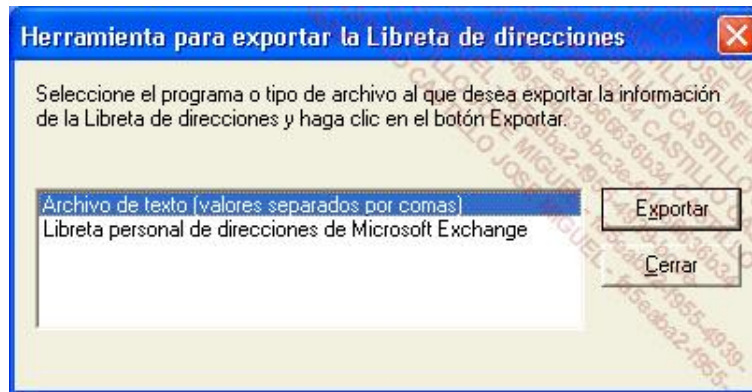 Herramienta para exportar la Libreta de direcciones
Seleccione el programa o tipo de archivo al que desea exportar la información
de la Libreta de direcciones y haga clic en el botón Exportar.
Archivo de texto (valores separados por comas)
Libreta personal de direcciones de Microsoft Exchange
Exportar
Cerrar